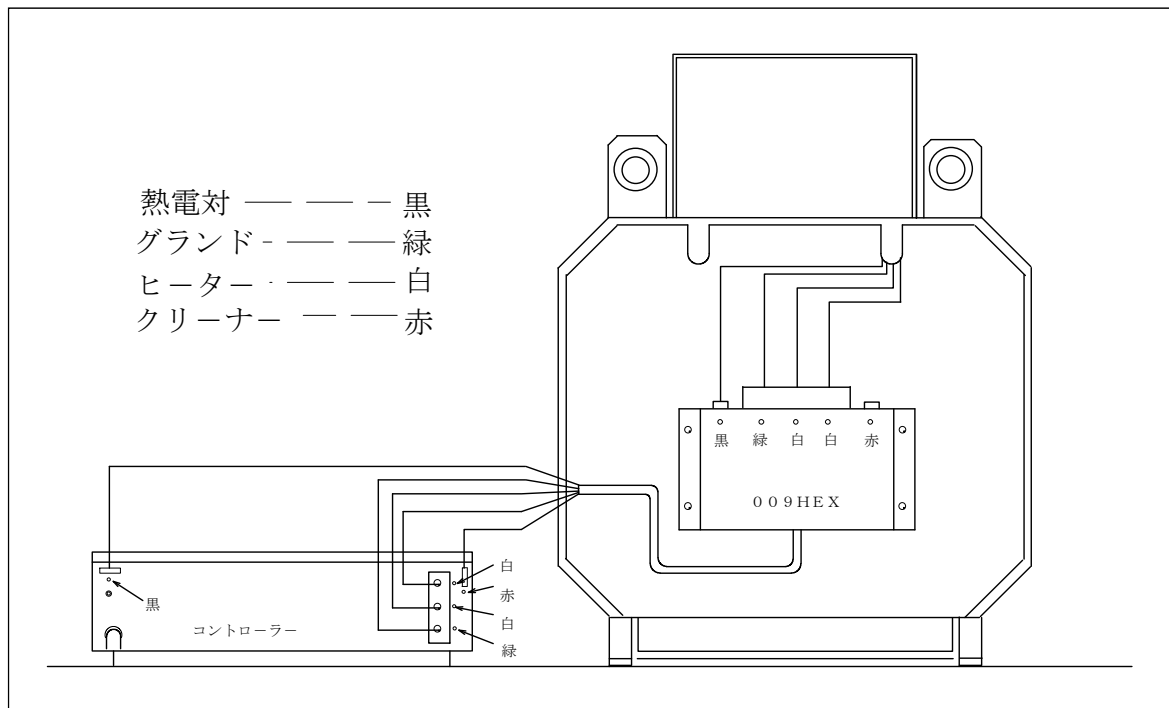 熱電対 ― ― ― 黒
グランド - ― ― 緑
ヒーター - ― ― 白
クリーナー ― ― 赤
黒 緑 白 白 赤
００９ＨＥＸ
白
赤
黒
白
コントローラー
緑